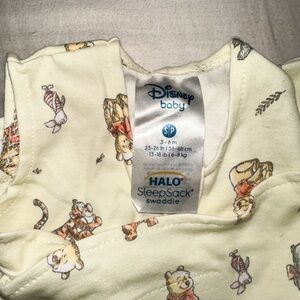 Disney
baby
S/P
3-6 m
23-26 in | 58-66 cm
13-18 lb | 6-8 kg
HALO®
SleepSack®
swaddle